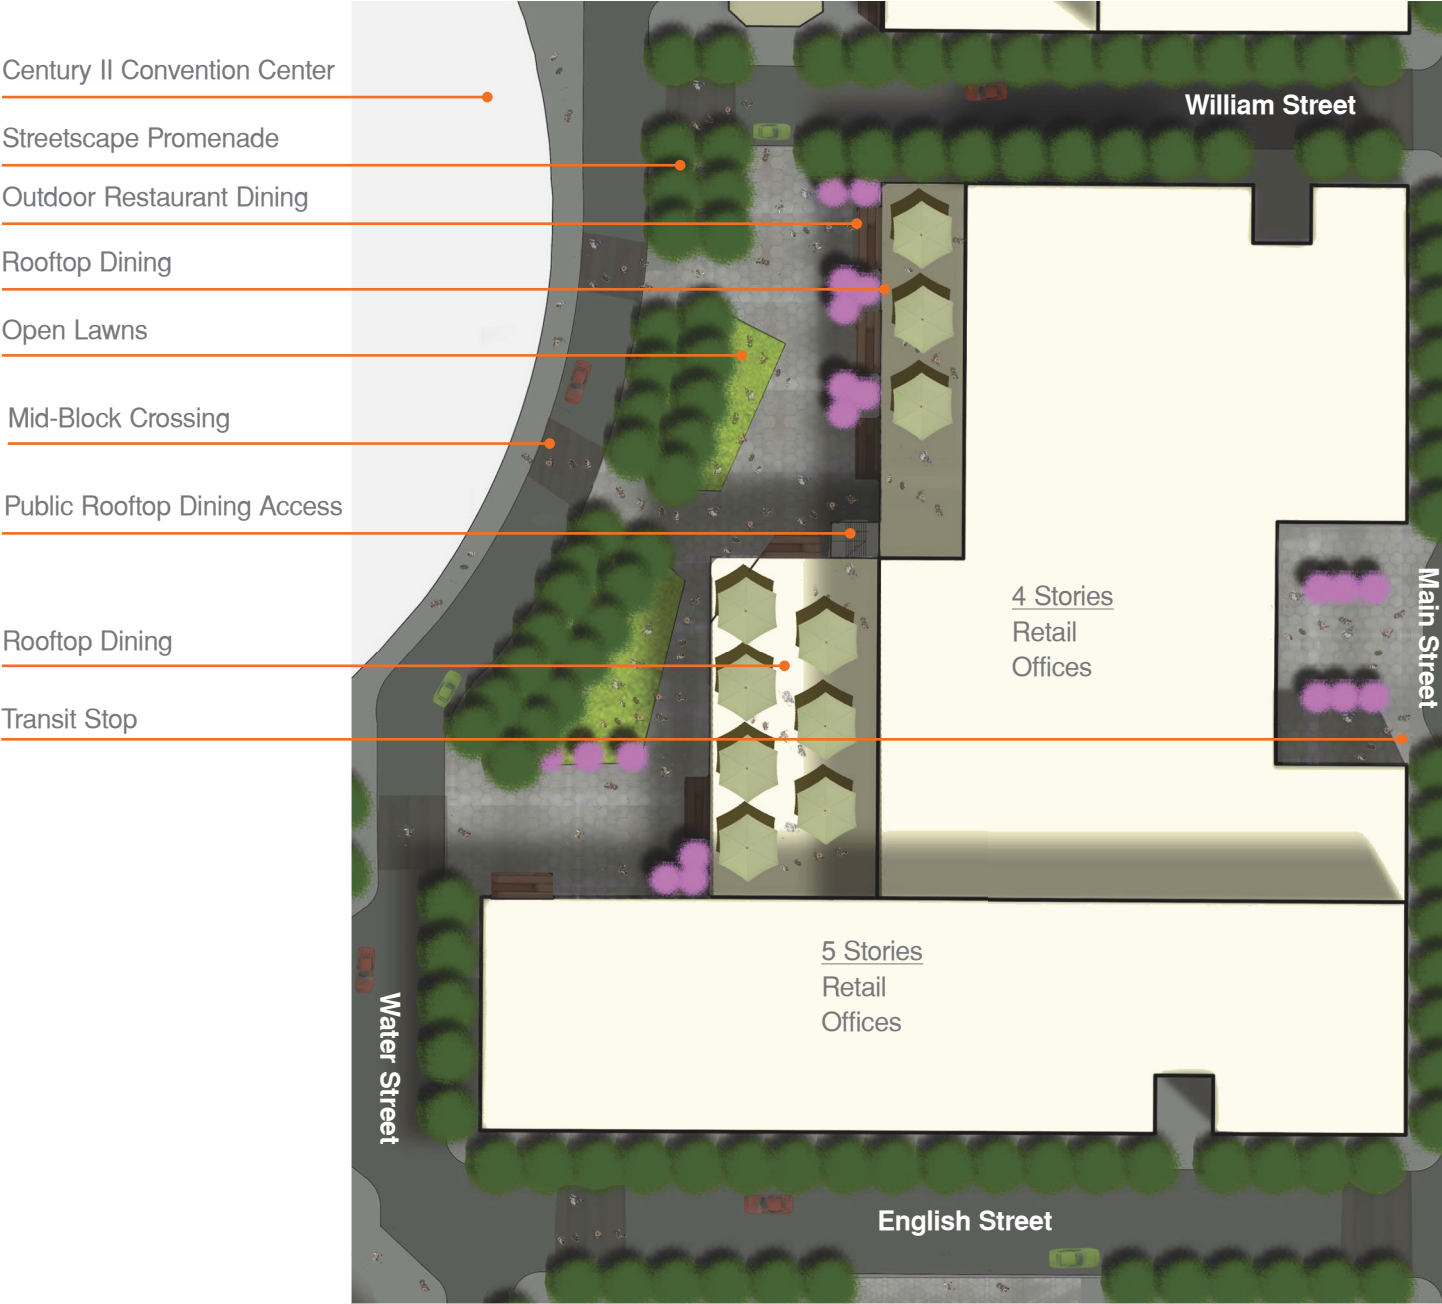 Century II Convention Center
Streetscape Promenade
Outdoor Restaurant Dining
Rooftop Dining
Open Lawns
Mid-Block Crossing
Public Rooftop Dining Access
Rooftop Dining
Transit Stop
William Street
4 Stories
Retail
Offices
Main Street
5 Stories
Retail
Offices
Water Street
English Street